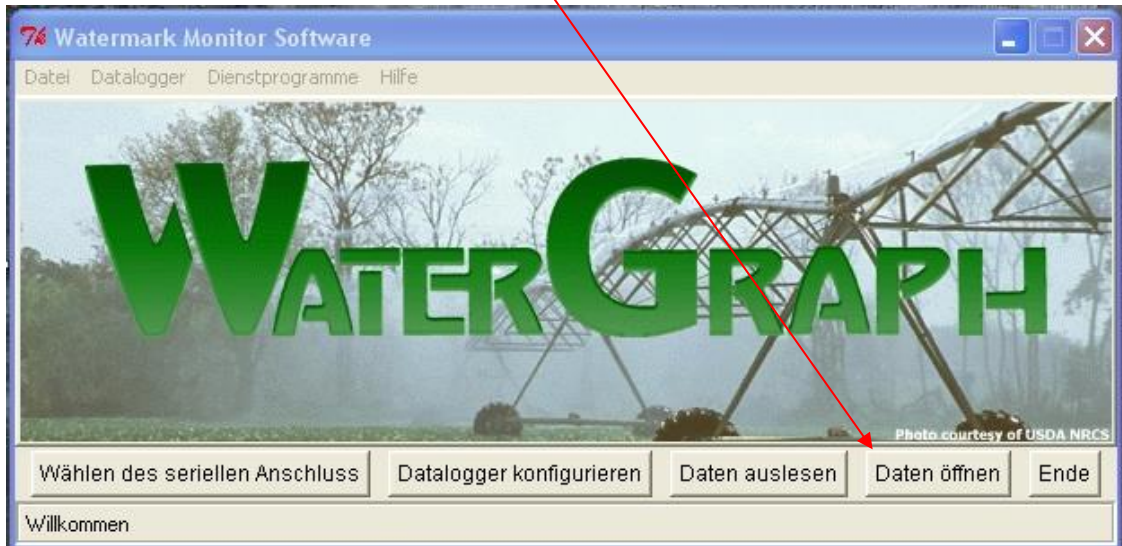 Watermark Monitor Software
Datei Datalogger Dienstprogramme Hilfe
WATERGRAPH
Photo courtesy of USDA NRCS
Wählen des seriellen Anschluss Datalogger konfigurieren Daten auslesen Daten öffnen Ende
Willkommen